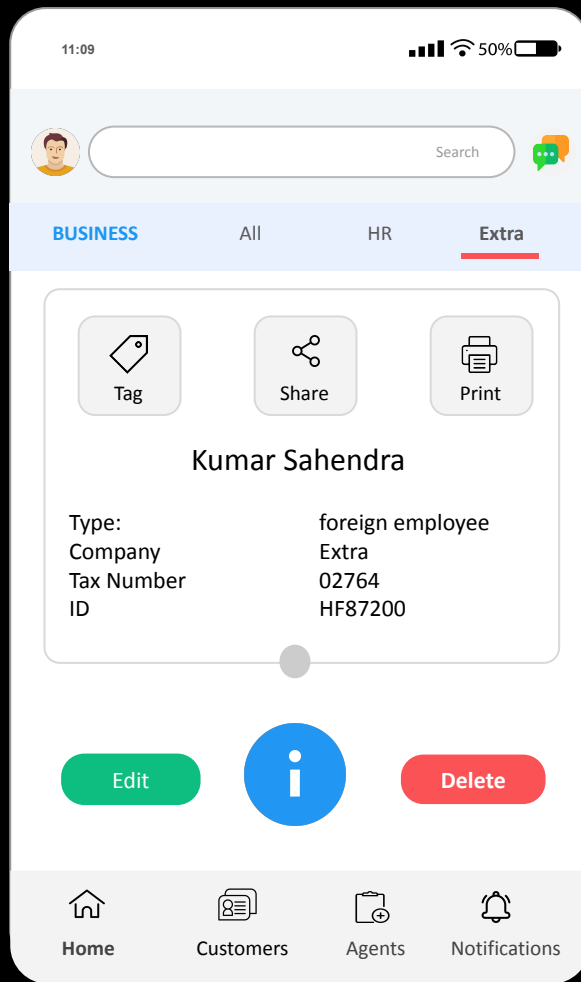 11:09 50%
Search
BUSINESS All HR Extra
Tag Share Print
Kumar Sahendra
Type: foreign employee
Company Extra
Tax Number 02764
ID HF87200
Edit i Delete
Home Customers Agents Notifications